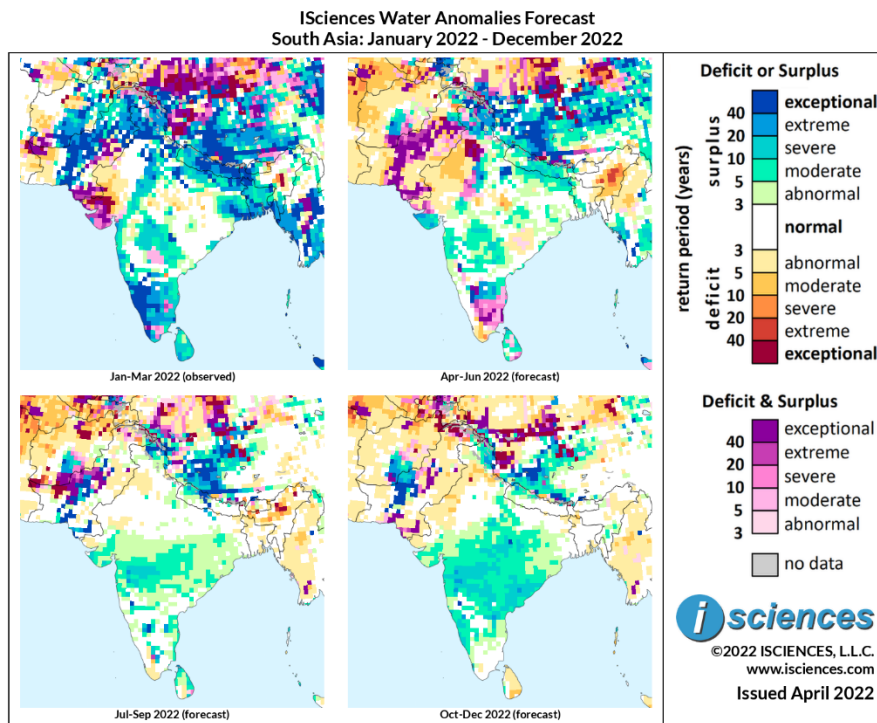 ISciences Water Anomalies Forecast
South Asia: January 2022 - December 2022
Jan-Mar 2022 (observed)
Apr-Jun 2022 (forecast)
Jul-Sep 2022 (forecast)
Oct-Dec 2022 (forecast)
Deficit or Surplus
return period (years)
surplus
deficit
exceptional
40
extreme
20
severe
10
moderate
5
abnormal
3
normal
3
abnormal
5
moderate
10
severe
20
extreme
40
exceptional
Deficit & Surplus
exceptional
40
extreme
20
severe
10
moderate
5
abnormal
3
no data
i sciences
©2022 ISCIENCES, L.L.C.
www.isciences.com
Issued April 2022